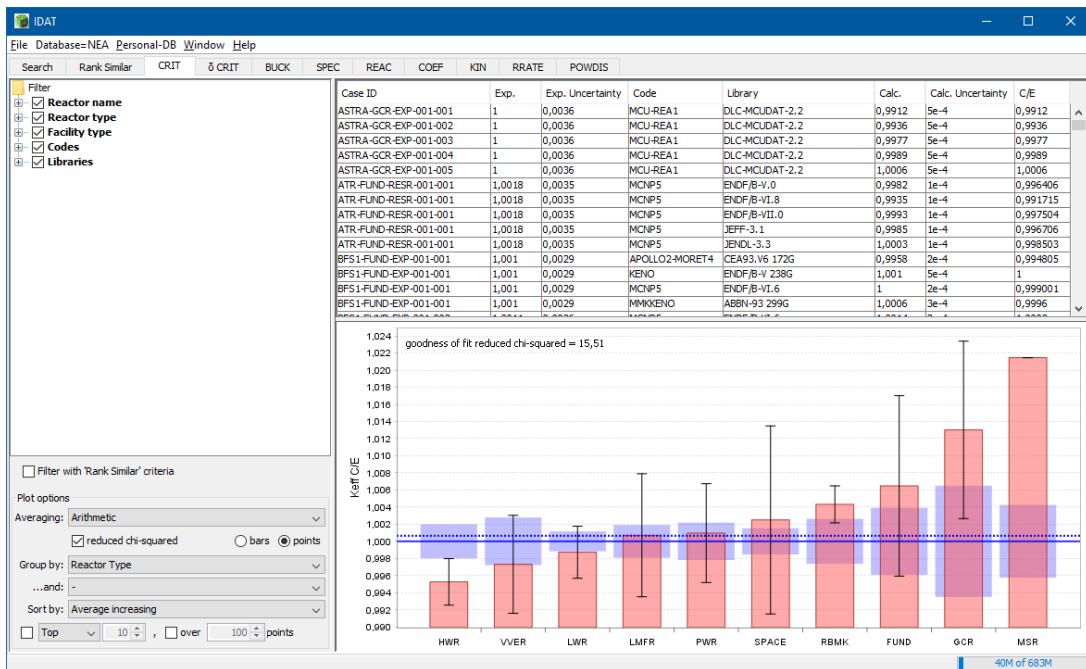 IDAT
File Database=NEA Personal-DB Window Help
Search Rank Similar CRIT δ CRIT BUCK SPEC REAC COEF KIN RRATE POWDIS
Filter
Reactor name
Reactor type
Facility type
Codes
Libraries
Case ID Exp. Exp. Uncertainty Code Library Calc. Calc. Uncertainty C/E
ASTRA-GCR-EXP-001-001 1 0,0036 MCU-REA1 DLC-MCUDAT-2.2 0,9912 5e-4 0,9912
ASTRA-GCR-EXP-001-002 1 0,0036 MCU-REA1 DLC-MCUDAT-2.2 0,9936 5e-4 0,9936
ASTRA-GCR-EXP-001-003 1 0,0036 MCU-REA1 DLC-MCUDAT-2.2 0,9977 5e-4 0,9977
ASTRA-GCR-EXP-001-004 1 0,0036 MCU-REA1 DLC-MCUDAT-2.2 0,9989 5e-4 0,9989
ASTRA-GCR-EXP-001-005 1 0,0036 MCU-REA1 DLC-MCUDAT-2.2 1,0006 5e-4 1,0006
ATR-FUND-RESR-001-001 1,0018 0,0035 MCNP5 ENDF/B-V.0 0,9982 1e-4 0,996406
ATR-FUND-RESR-001-001 1,0018 0,0035 MCNP5 ENDF/B-VI.8 0,9935 1e-4 0,991715
ATR-FUND-RESR-001-001 1,0018 0,0035 MCNP5 ENDF/B-VII.0 0,9993 1e-4 0,997504
ATR-FUND-RESR-001-001 1,0018 0,0035 MCNP5 JEFF-3.1 0,9985 1e-4 0,996706
ATR-FUND-RESR-001-001 1,0018 0,0035 MCNP5 JENDL-3.3 1,0003 1e-4 0,998503
BFS1-FUND-EXP-001-001 1,001 0,0029 APOLLO2-MORET4 CEA93.V6 172G 0,9958 2e-4 0,994805
BFS1-FUND-EXP-001-001 1,001 0,0029 KENO ENDF/B-V 238G 1,001 5e-4 1
BFS1-FUND-EXP-001-001 1,001 0,0029 MCNP5 ENDF/B-VI.6 1 2e-4 0,999001
BFS1-FUND-EXP-001-001 1,001 0,0029 MMKKENO ABBN-93 299G 1,0006 3e-4 0,9996
goodness of fit reduced chi-squared = 15,51
Keff C/E
1,024
1,022
1,020
1,018
1,016
1,014
1,012
1,010
1,008
1,006
1,004
1,002
1,000
0,998
0,996
0,994
0,992
0,990
HWR VVER LWR LMFR PWR SPACE RBMK FUND GCR MSR
Filter with 'Rank Similar' criteria
Plot options
Averaging: Arithmetic
reduced chi-squared bars points
Group by: Reactor Type
...and: -
Sort by: Average increasing
Top 10 , over 100 points
40M of 683M